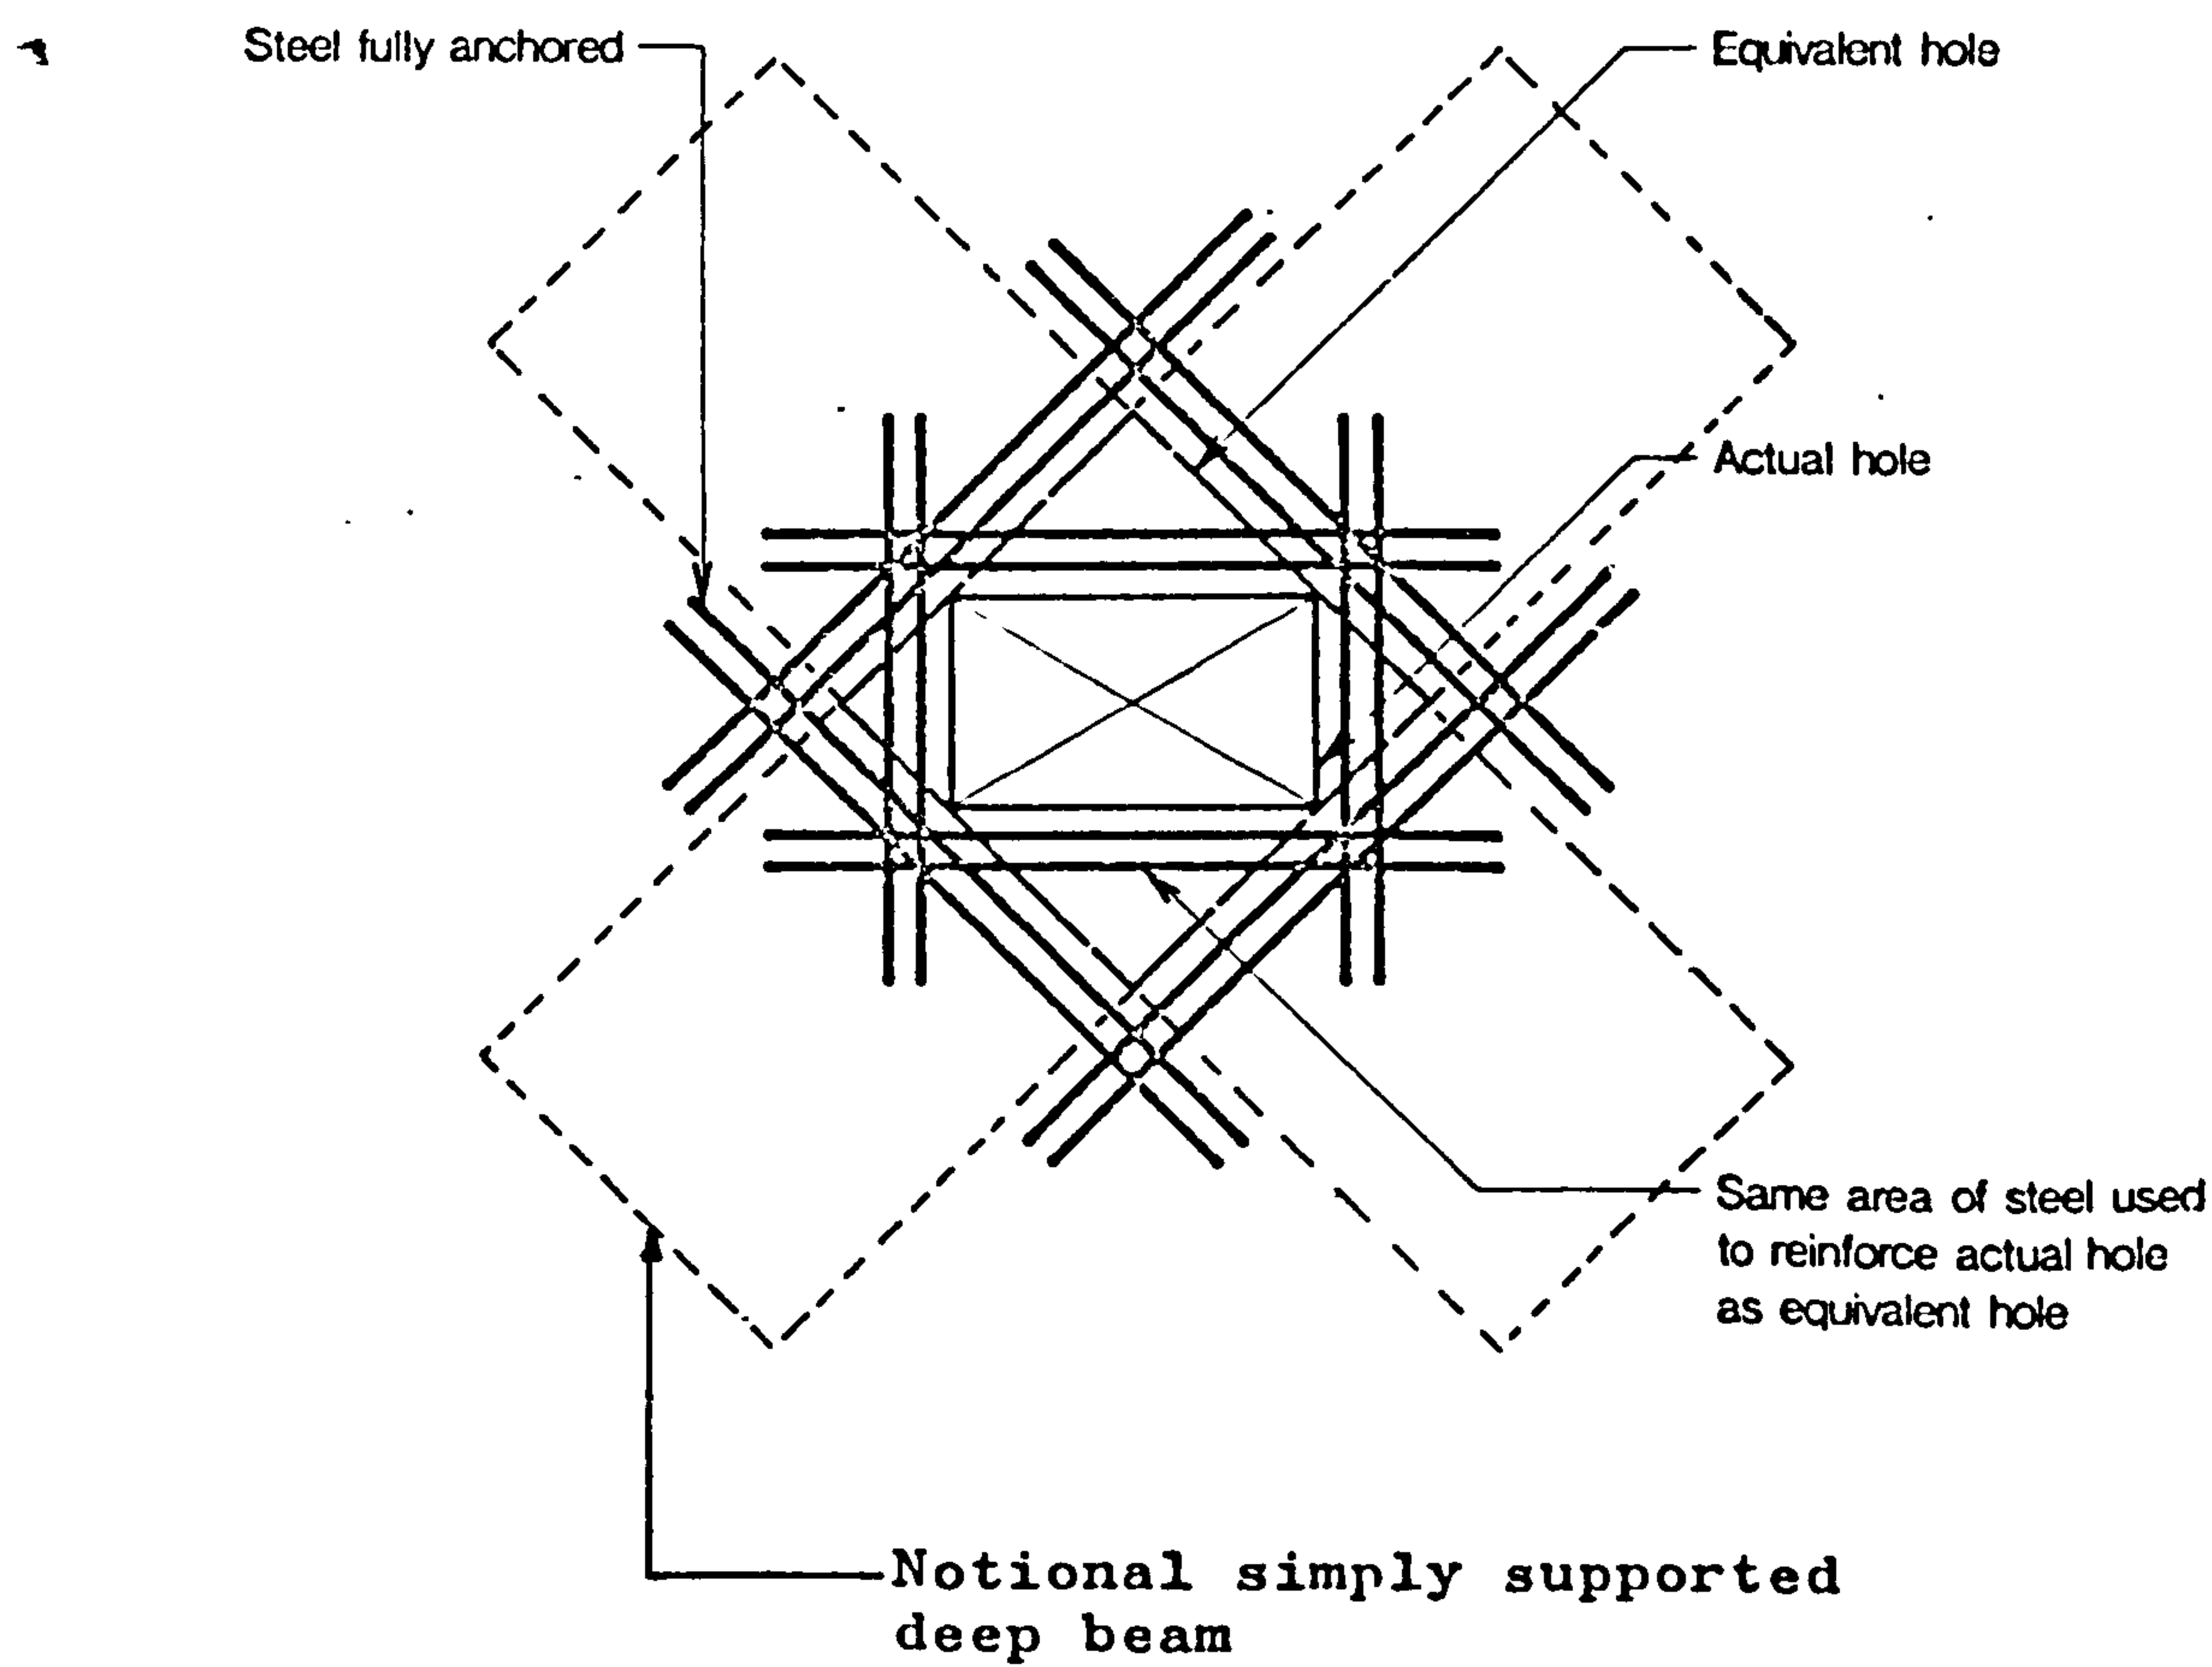 Steel fully anchored
Equivalent hole
Actual hole
Same area of steel used
to reinforce actual hole
as equivalent hole
Notional simply supported
deep beam